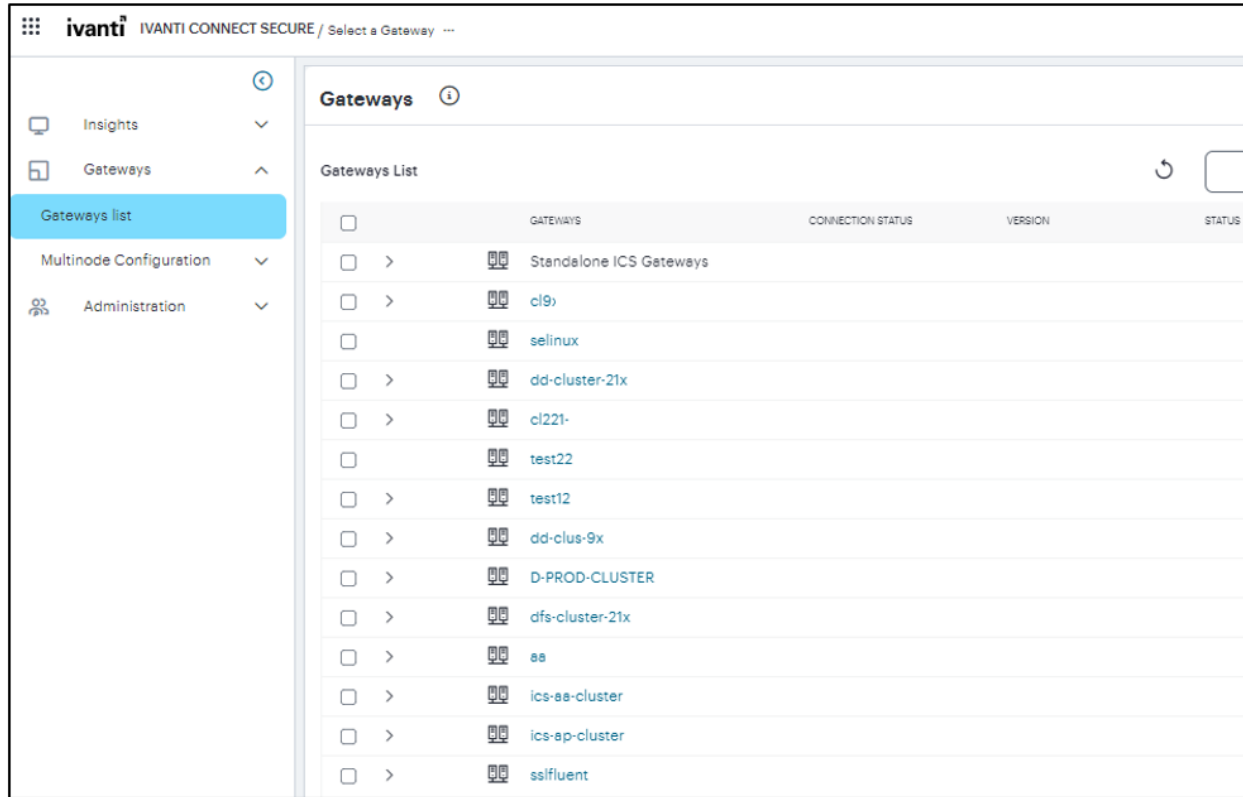 ivanti IVANTI CONNECT SECURE / Select a Gateway ...
Insights
Gateways
Gateways list
Multinode Configuration
Administration
Gateways
Gateways List
GATEWAYS CONNECTION STATUS VERSION STATUS
Standalone ICS Gateways
cl9
selinux
dd-cluster-21x
cl221-
test22
test12
dd-clus-9x
D-PROD-CLUSTER
dfs-cluster-21x
aa
ics-aa-cluster
ics-ap-cluster
sslfluent